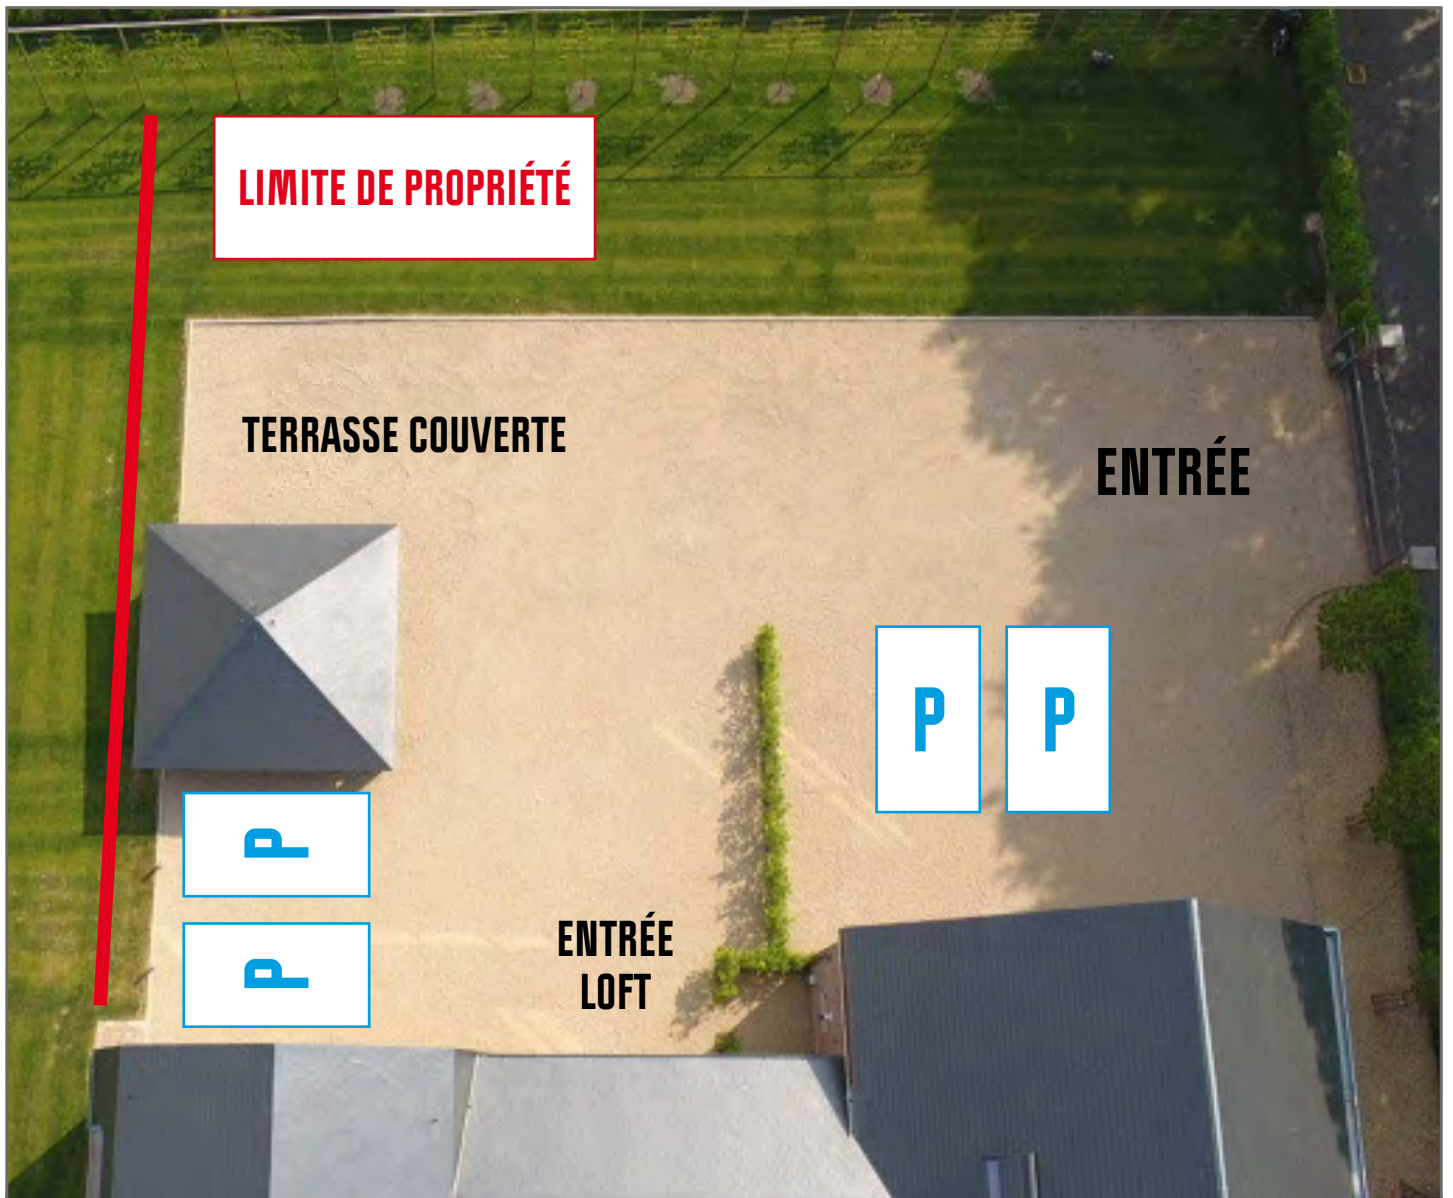 LIMITE DE PROPRIÉTÉ
TERRASSE COUVERTE
ENTRÉE
P
P
P
P
ENTRÉE
LOFT